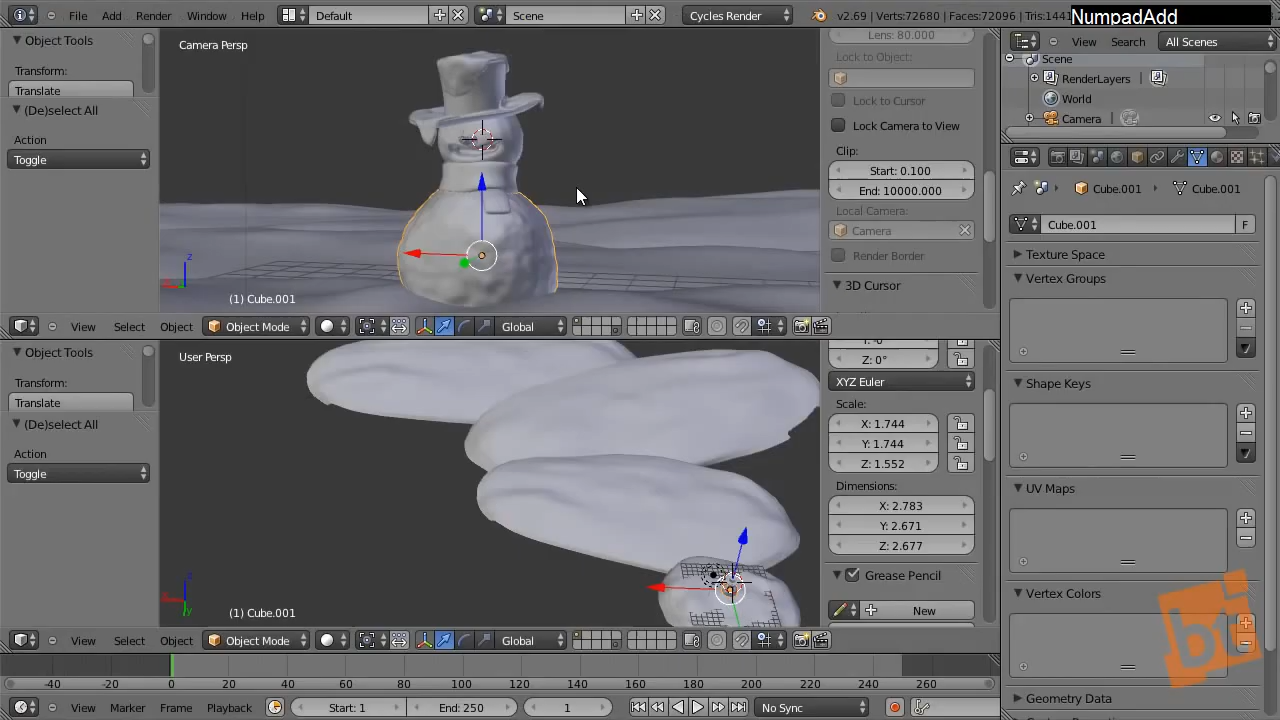 File Add Render Window Help Default Scene Cycles Render v2.69 | Verts:72680 | Faces:72096 | Tris:1441
NumpadAdd
Object Tools
Transform:
Translate
(De)select All
Action
Toggle
Camera Persp
(1) Cube.001
Lens: 80.000
Lock to Object:
Lock to Cursor
Lock Camera to View
Clip:
Start: 0.100
End: 10000.000
Local Camera:
Camera
Render Border
3D Cursor
View Select Object Object Mode Global
View Search All Scenes
Scene
RenderLayers
World
Camera
Cube.001 Cube.001
Cube.001 F
Texture Space
Vertex Groups
Shape Keys
UV Maps
Vertex Colors
Geometry Data
Object Tools
Transform:
Translate
(De)select All
Action
Toggle
User Persp
(1) Cube.001
Z: 0°
XYZ Euler
Scale:
X: 1.744
Y: 1.744
Z: 1.552
Dimensions:
X: 2.783
Y: 2.671
Z: 2.677
Grease Pencil
New
View Select Object Object Mode Global
-40 -20 0 20 40 60 80 100 120 140 160 180 200 220 240 260
View Marker Frame Playback Start: 1 End: 250 1 No Sync